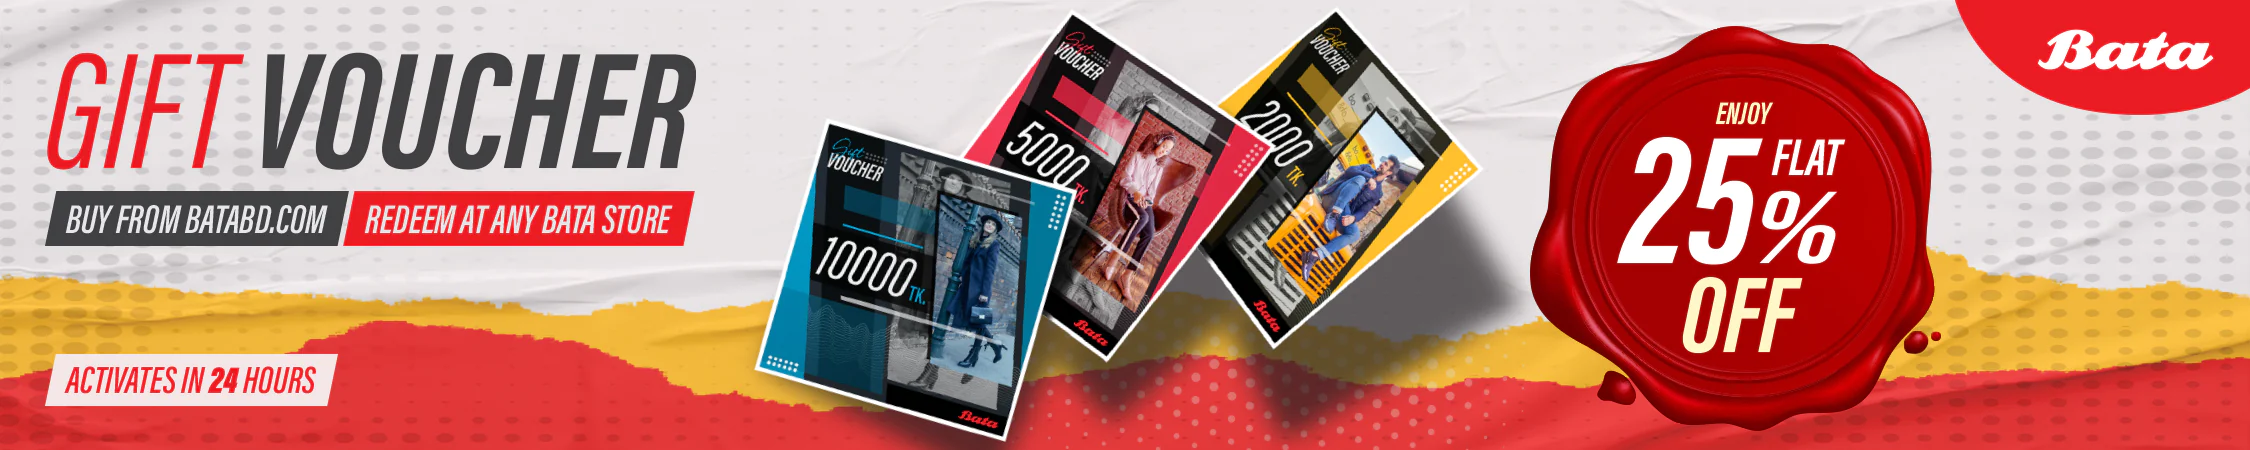 GIFT VOUCHER
BUY FROM BATABD.COM
REDEEM AT ANY BATA STORE
ACTIVATES IN 24 HOURS
Gift
VOUCHER
10000 TK.
Bata
Gift
VOUCHER
5000 TK.
Bata
Gift
VOUCHER
2000 TK.
Bata
ENJOY
25% FLAT
OFF
Bata